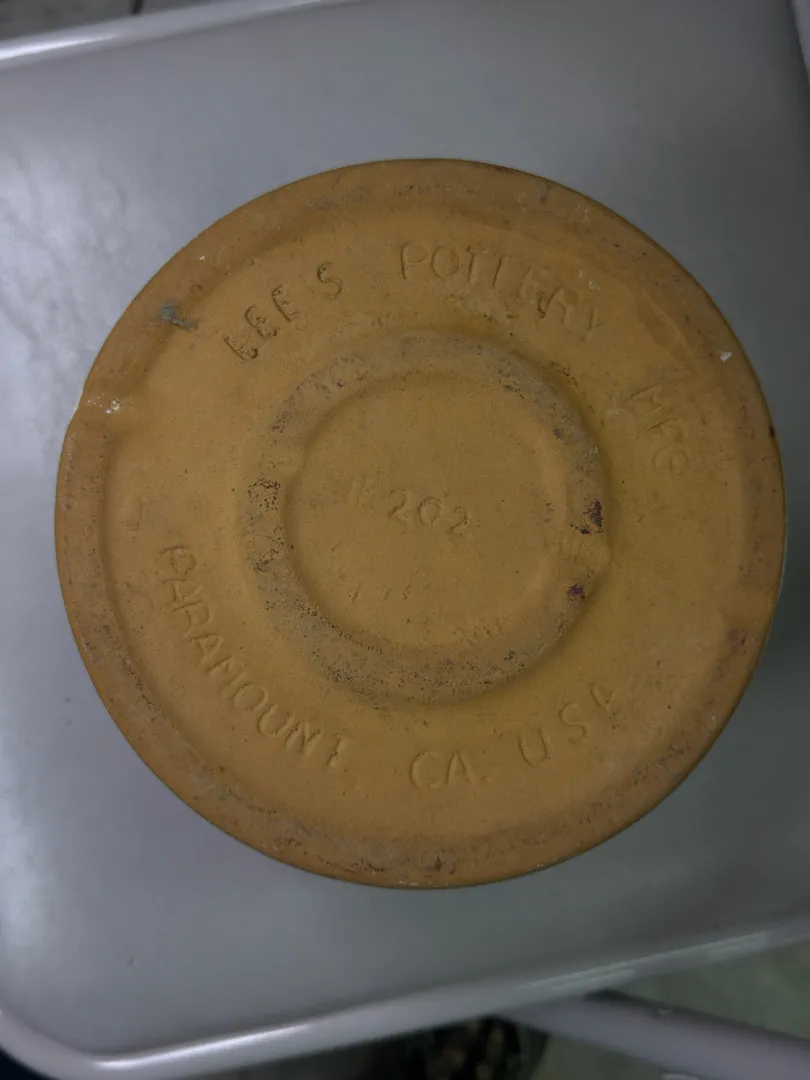 LEE'S POTTERY MFG
K202
PARAMOUNT, CA. USA.